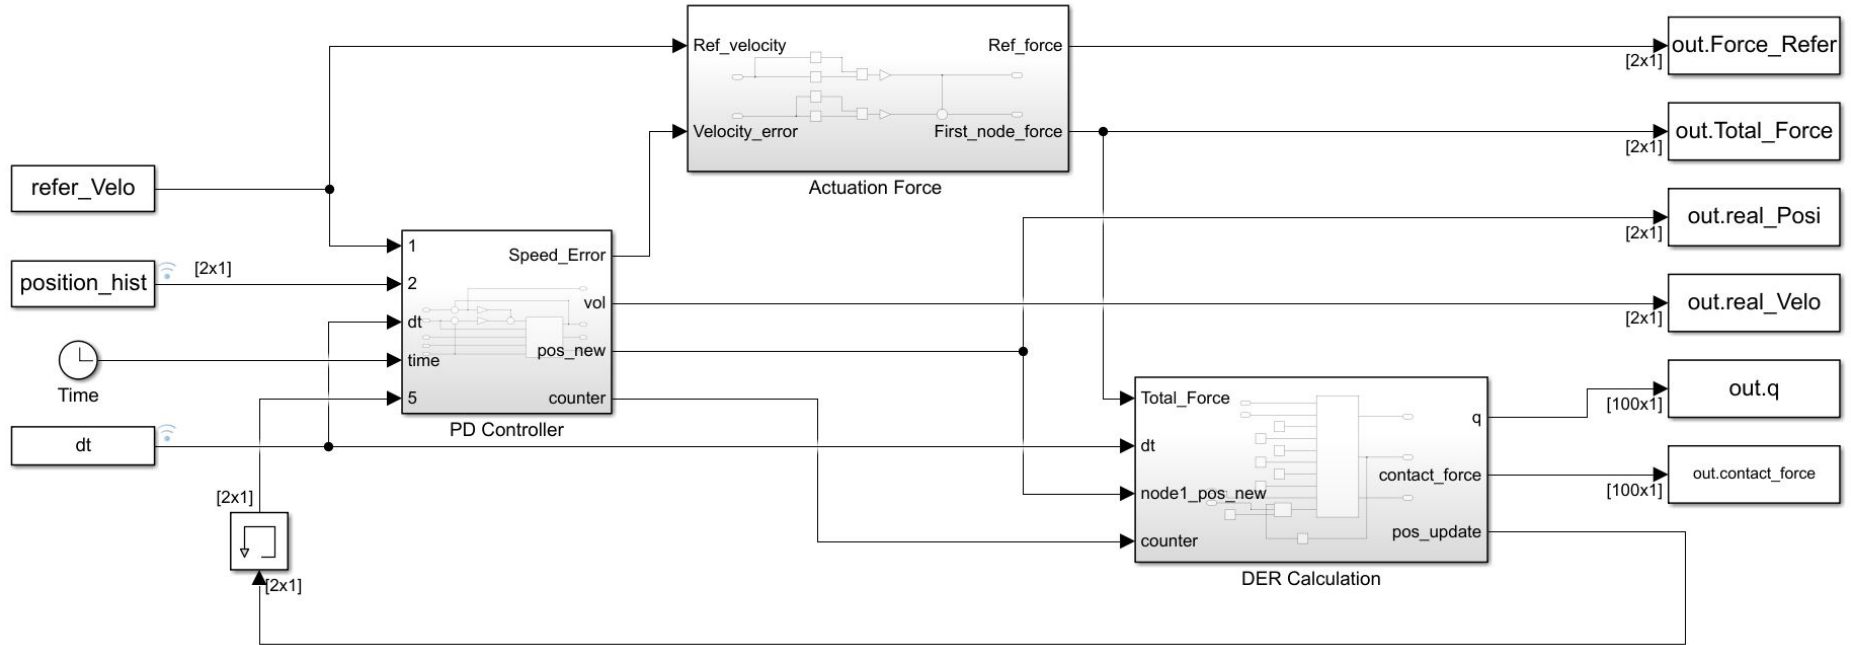 Ref_velocity
Ref_force
out.Force_Refer
[2x1]
Velocity_error
First_node_force
out.Total_Force
[2x1]
Actuation Force
refer_Velo
out.real_Posi
[2x1]
1
Speed_Error
position_hist
[2x1]
2
vol
out.real_Velo
[2x1]
dt
pos_new
time
Time
5
counter
PD Controller
dt
Total_Force
q
out.q
[100x1]
dt
contact_force
out.contact_force
[100x1]
node1_pos_new
pos_update
counter
DER Calculation
[2x1]
[2x1]